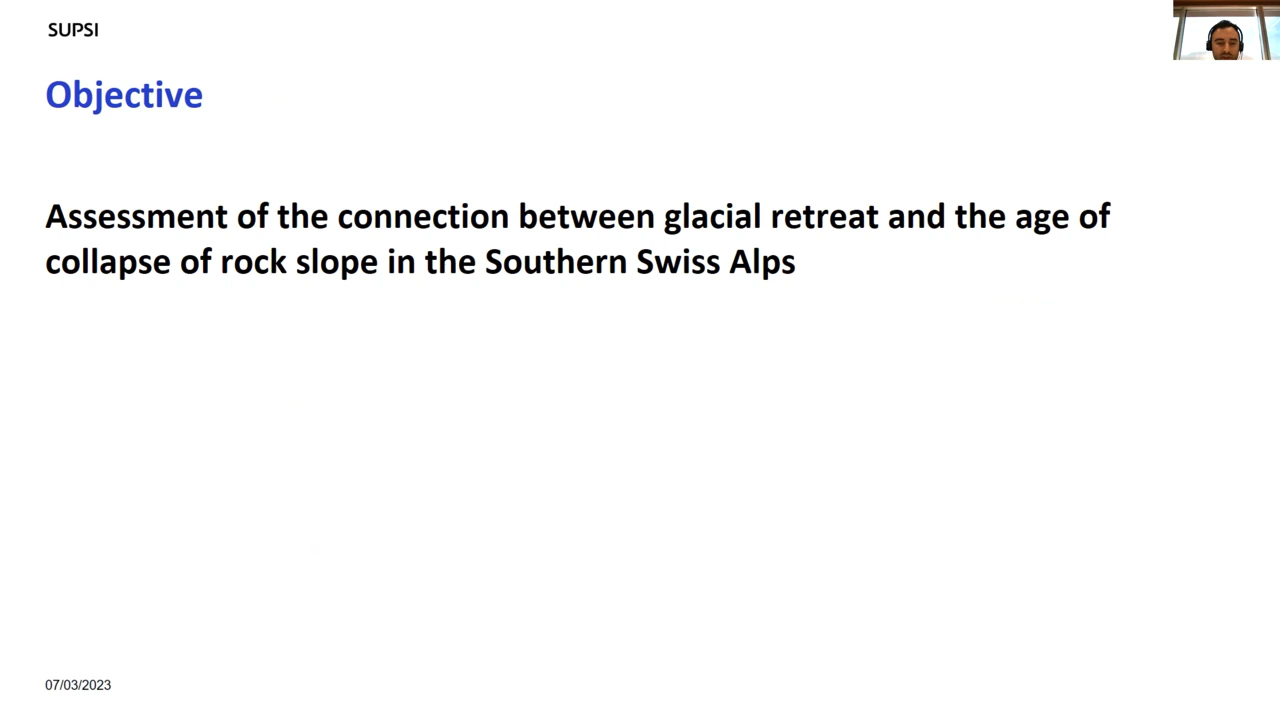 SUPSI
Objective
Assessment of the connection between glacial retreat and the age of
collapse of rock slope in the Southern Swiss Alps
07/03/2023